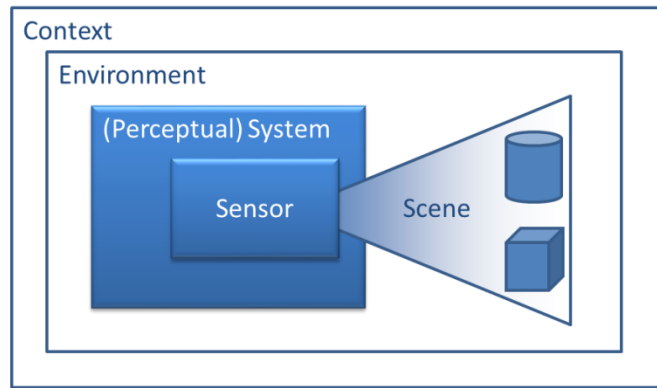 Context
Environment
(Perceptual) System
Sensor
Scene